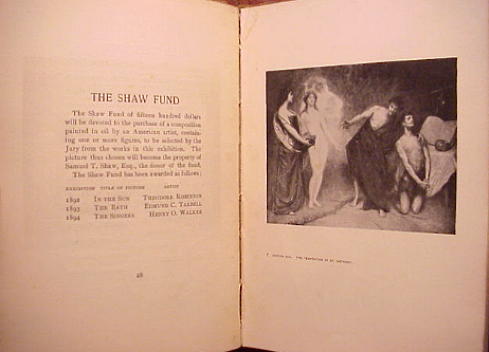 THE SHAW FUND
The Shaw Fund of fifteen hundred dollars
will be devoted to the purchase of a composition
painted in oil by an American artist, contain-
ing one or more figures, to be selected by the
Jury from the works in this exhibition. The
picture thus chosen will become the property of
Samuel T. Shaw, Esq., the donor of the fund.
The Shaw Fund has been awarded as follows:
EXHIBITION TITLE OF PICTURE ARTIST
1892 IN THE SUN THEODORE ROBINSON
1893 THE BATH EDMUND C. TARBELL
1894 THE SINGERS HENRY O. WALKER
28
THE TEMPTATION OF ST. ANTHONY.